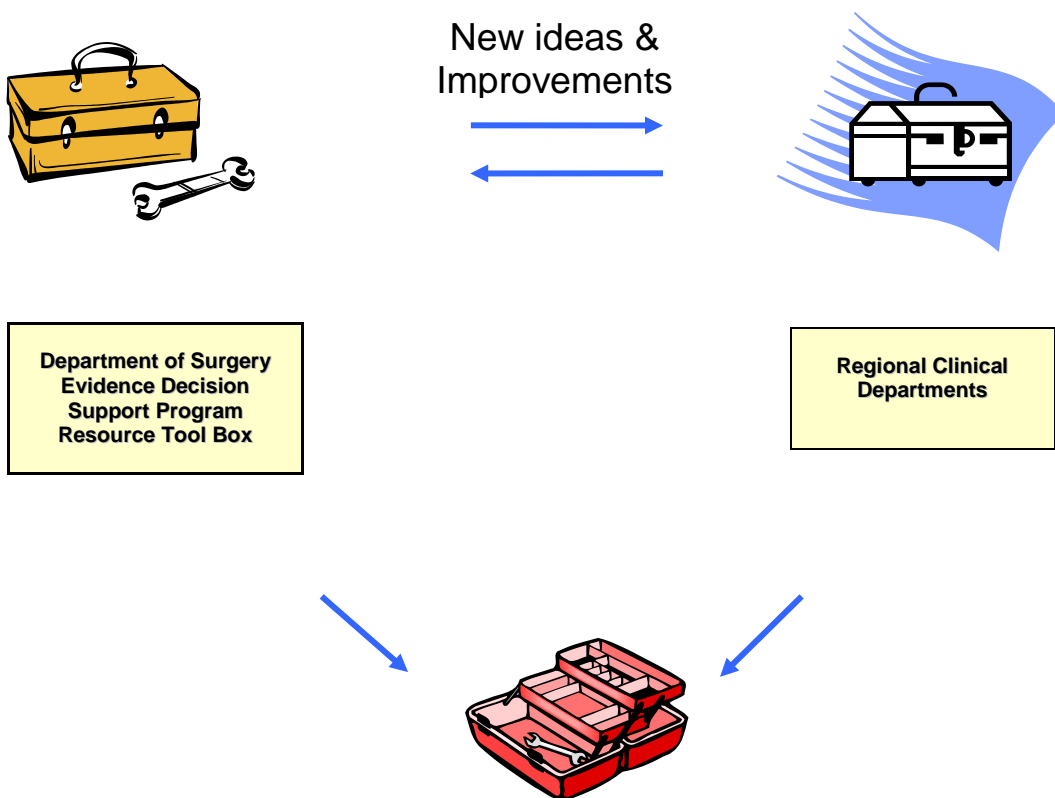 New ideas &
Improvements
Department of Surgery
Evidence Decision
Support Program
Resource Tool Box
Regional Clinical
Departments